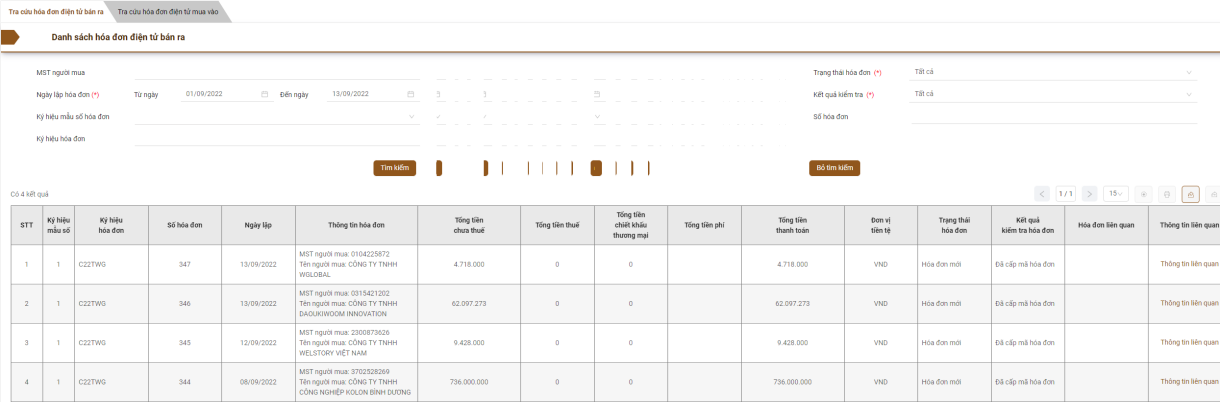 Tra cứu hóa đơn điện tử bán ra Tra cứu hóa đơn điện tử mua vào
Danh sách hóa đơn điện tử bán ra
MST người mua Trạng thái hóa đơn (*) Tất cả
Ngày lập hóa đơn (*) Từ ngày 01/09/2022 Đến ngày 13/09/2022 Kết quả kiểm tra (*) Tất cả
Ký hiệu mẫu số hóa đơn Số hóa đơn
Ký hiệu hóa đơn
Tìm kiếm Bỏ tìm kiếm
Có 4 kết quả 1 / 1 15
STT Ký hiệu mẫu số Ký hiệu hóa đơn Số hóa đơn Ngày lập Thông tin hóa đơn Tổng tiền chưa thuế Tổng tiền thuế Tổng tiền chiết khấu thương mại Tổng tiền phí Tổng tiền thanh toán Đơn vị tiền tệ Trạng thái hóa đơn Kết quả kiểm tra hóa đơn Hóa đơn liên quan Thông tin liên quan
MST người mua: 0104225872
1 1 C22TWG 347 13/09/2022 Tên người mua: CÔNG TY TNHH 4.718.000 0 0 4.718.000 VND Hóa đơn mới Đã cấp mã hóa đơn Thông tin liên quan
WGLOBAL
MST người mua: 0315421202
2 1 C22TWG 346 13/09/2022 Tên người mua: CÔNG TY TNHH 62.097.273 0 0 62.097.273 VND Hóa đơn mới Đã cấp mã hóa đơn Thông tin liên quan
DAOUKIWOOM INNOVATION
MST người mua: 2300873626
3 1 C22TWG 345 12/09/2022 Tên người mua: CÔNG TY TNHH 9.428.000 0 0 9.428.000 VND Hóa đơn mới Đã cấp mã hóa đơn Thông tin liên quan
WELSTORY VIỆT NAM
MST người mua: 3702528269
4 1 C22TWG 344 08/09/2022 Tên người mua: CÔNG TY TNHH 736.000.000 0 0 736.000.000 VND Hóa đơn mới Đã cấp mã hóa đơn Thông tin liên quan
CÔNG NGHIỆP KOLON BÌNH DƯƠNG